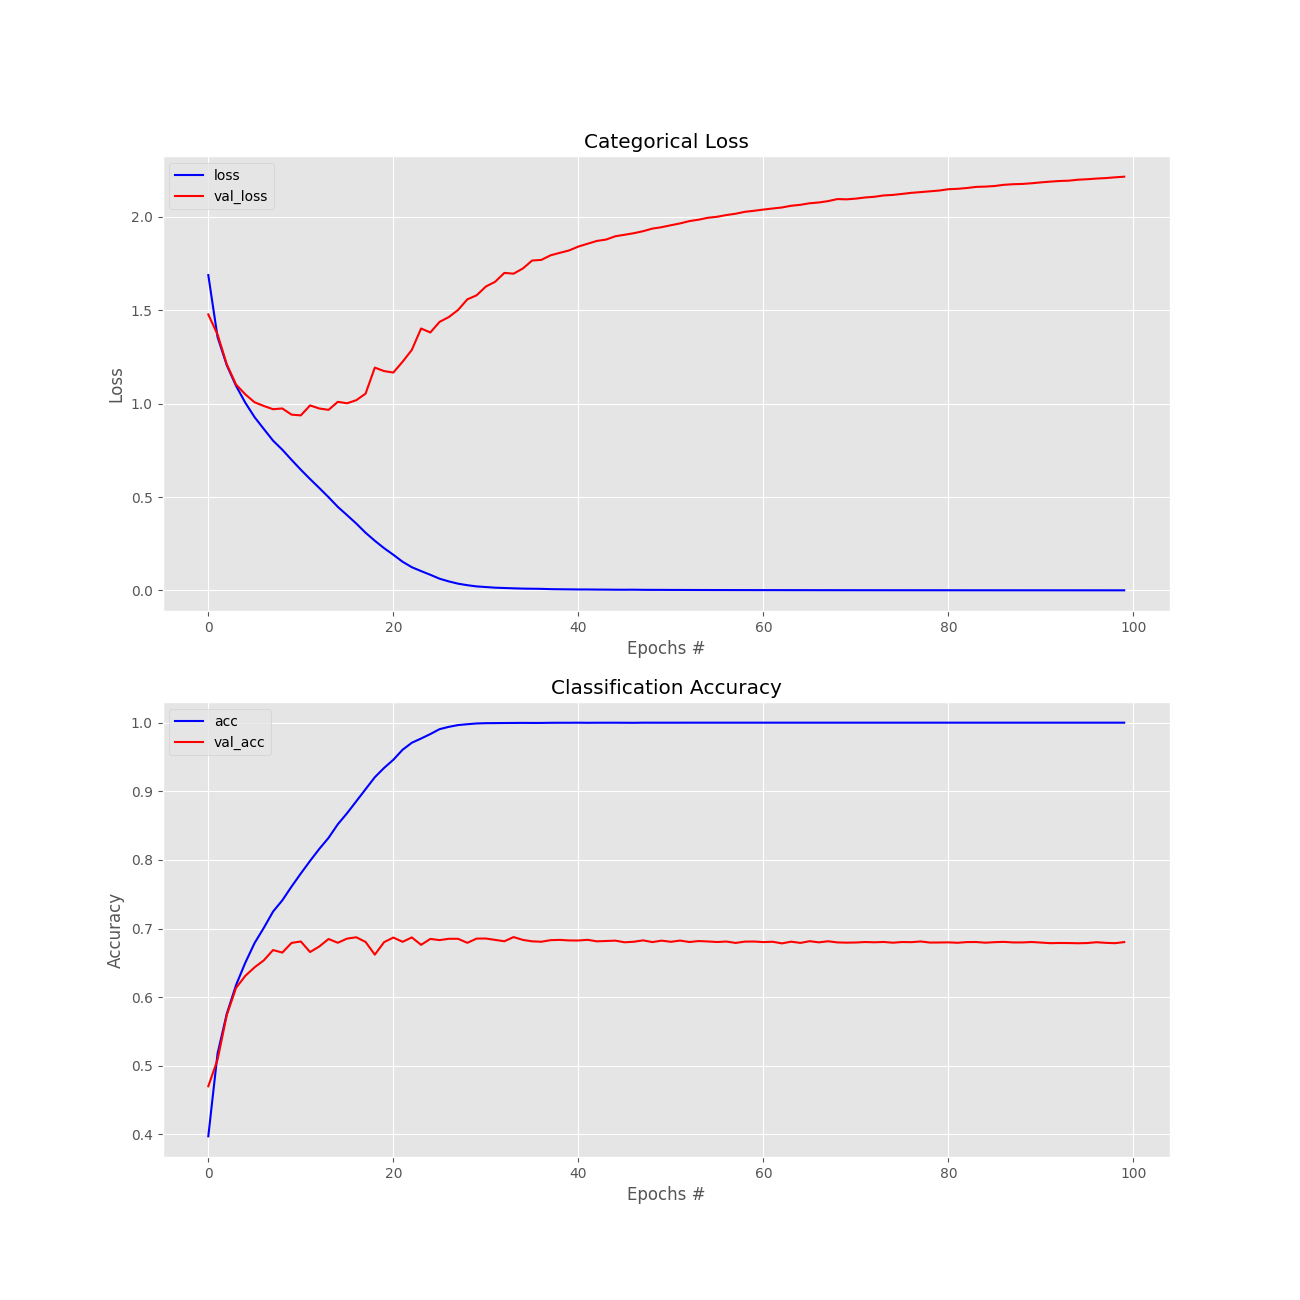 Categorical Loss
loss
val_loss
2.0
1.5
1.0
0.5
0.0
Loss
0 20 40 60 80 100
Epochs #
Classification Accuracy
acc
val_acc
1.0
0.9
0.8
0.7
0.6
0.5
0.4
Accuracy
0 20 40 60 80 100
Epochs #